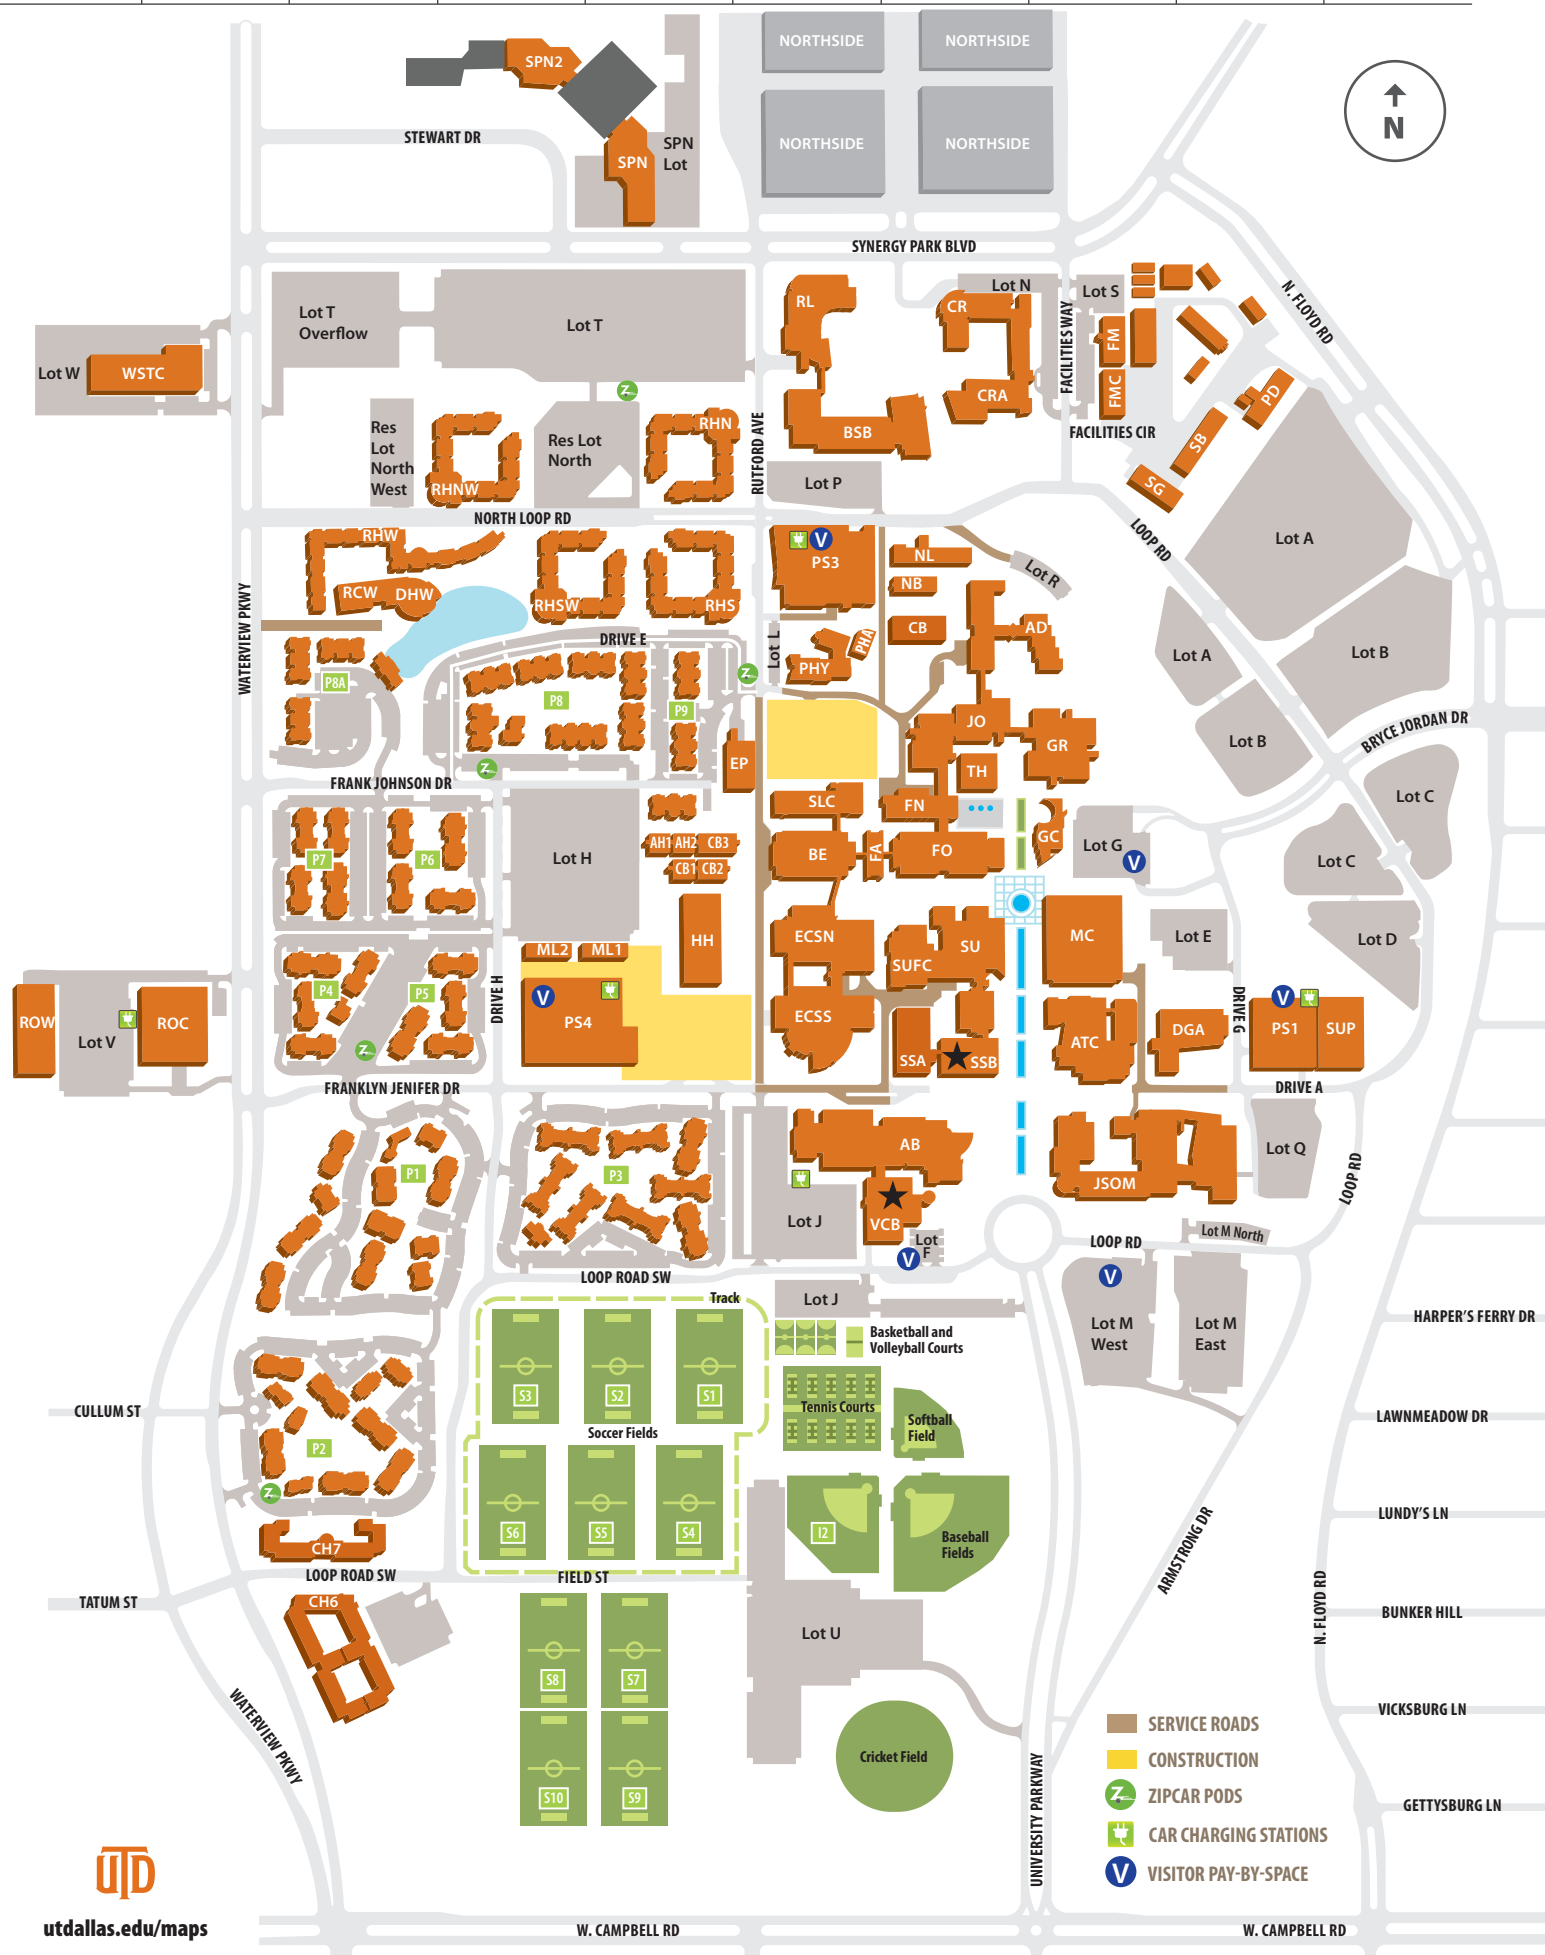 NORTHSIDE
NORTHSIDE
SPN2
STEWART DR
SPN
SPN
Lot
NORTHSIDE
NORTHSIDE
N
SYNERGY PARK BLVD
Lot T
Overflow
Lot T
RL
CR
Lot N
Lot S
N. FLOYD RD
FACILITIES WAY
FM
FMC
Lot W
WSTC
CRA
PD
Res
Lot
North
West
RHNW
Res Lot
North
RHN
RUTFORD AVE
BSB
FACILITIES CIR
SB
SG
Lot P
NORTH LOOP RD
LOOP RD
Lot A
RHW
RCW
DHW
RHSW
RHS
PS3
V
NL
NB
Lot R
CB
AD
WATERVIEW PKWY
DRIVE E
Lot L
PHA
PHY
Lot A
Lot B
P8A
P8
P9
Z
JO
GR
BRYCE JORDAN DR
Lot B
EP
TH
Z
FRANK JOHNSON DR
SLC
FN
Lot C
P7
P6
Lot H
AH1
AH2
CB3
CB1
CB2
BE
FA
FO
GC
Lot G
V
Lot C
HH
ECSN
SUFC
SU
MC
Lot E
Lot D
ML2
ML1
P4
P5
DRIVE H
V
PS4
ROW
Lot V
ROC
ECSS
SSA
SSB
ATC
DGA
DRIVE G
V
PS1
SUP
Z
FRANKLYN JENIFER DR
DRIVE A
P1
P3
AB
Lot Q
LOOP RD
JSOM
Lot J
VCB
Lot
F
V
Lot M North
LOOP RD
LOOP ROAD SW
Track
Lot J
V
Lot M
West
Lot M
East
HARPER'S FERRY DR
Basketball and
Volleyball Courts
S3
S2
S1
Tennis Courts
Softball
Field
CULLUM ST
LAWNMEADOW DR
Soccer Fields
P2
Z
S6
S5
S4
I2
Baseball
Fields
LUNDY'S LN
ARMSTRONG DR
CH7
LOOP ROAD SW
FIELD ST
TATUM ST
CH6
N. FLOYD RD
BUNKER HILL
Lot U
S8
S7
WATERVIEW PKWY
VICKSBURG LN
SERVICE ROADS
Cricket Field
CONSTRUCTION
UNIVERSITY PARKWAY
S10
S9
Z
ZIPCAR PODS
GETTYSBURG LN
CAR CHARGING STATIONS
V
VISITOR PAY-BY-SPACE
UTD
utdallas.edu/maps
W. CAMPBELL RD
W. CAMPBELL RD
Z